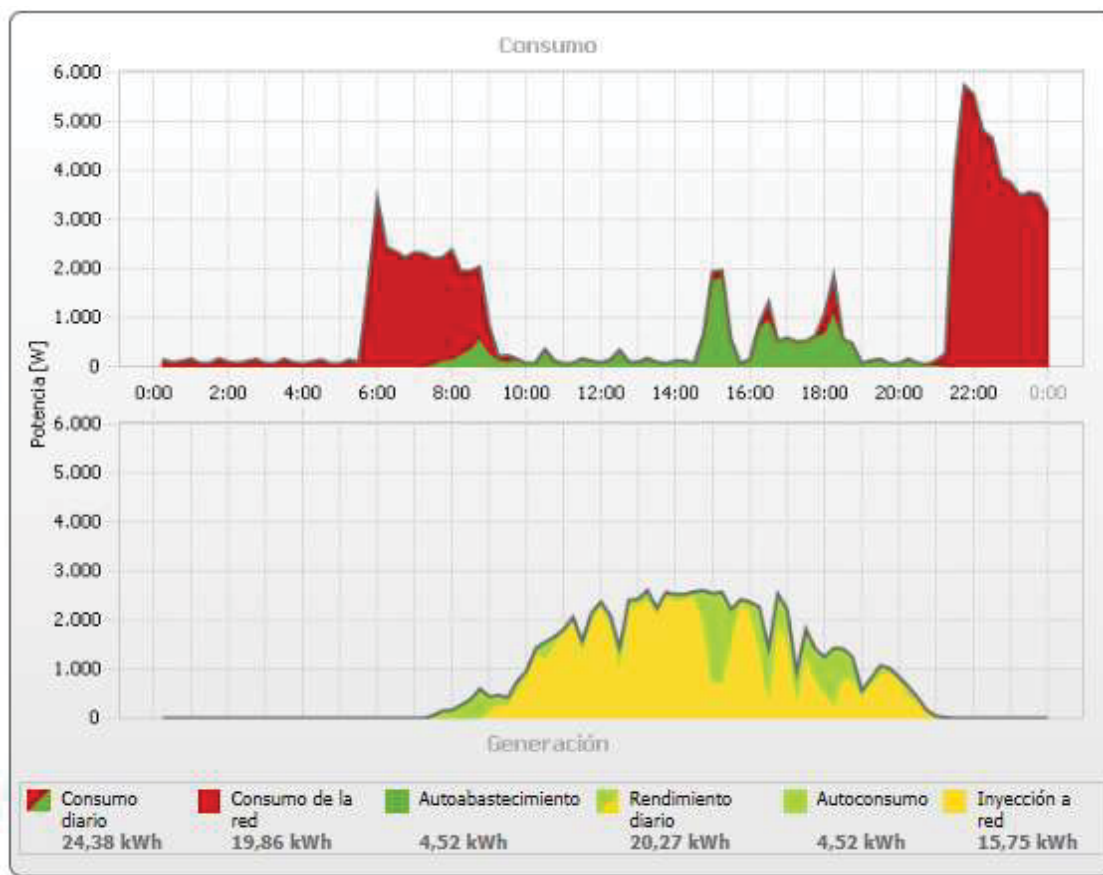 Consumo
6.000
5.000
4.000
3.000
2.000
1.000
0
0:00 2:00 4:00 6:00 8:00 10:00 12:00 14:00 16:00 18:00 20:00 22:00 0:00
Potencia [W]
6.000
5.000
4.000
3.000
2.000
1.000
0
Generación
Consumo diario
24,38 kWh
Consumo de la red
19,86 kWh
Autoabastecimiento
4,52 kWh
Rendimiento diario
20,27 kWh
Autoconsumo
4,52 kWh
Inyección a red
15,75 kWh